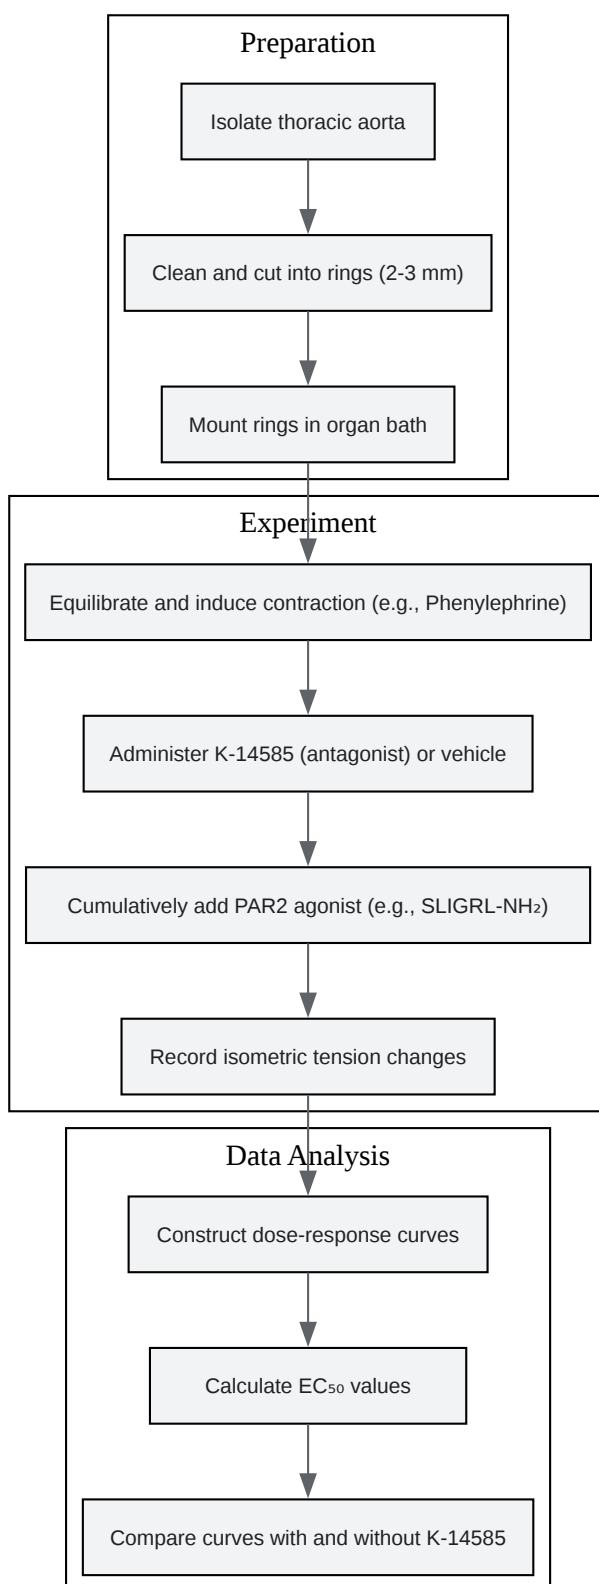 Preparation
Isolate thoracic aorta
Clean and cut into rings (2-3 mm)
Mount rings in organ bath
Experiment
Equilibrate and induce contraction (e.g., Phenylephrine)
Administer K-14585 (antagonist) or vehicle
Cumulatively add PAR2 agonist (e.g., SLIGRL-NH₂)
Record isometric tension changes
Data Analysis
Construct dose-response curves
Calculate EC₅₀ values
Compare curves with and without K-14585